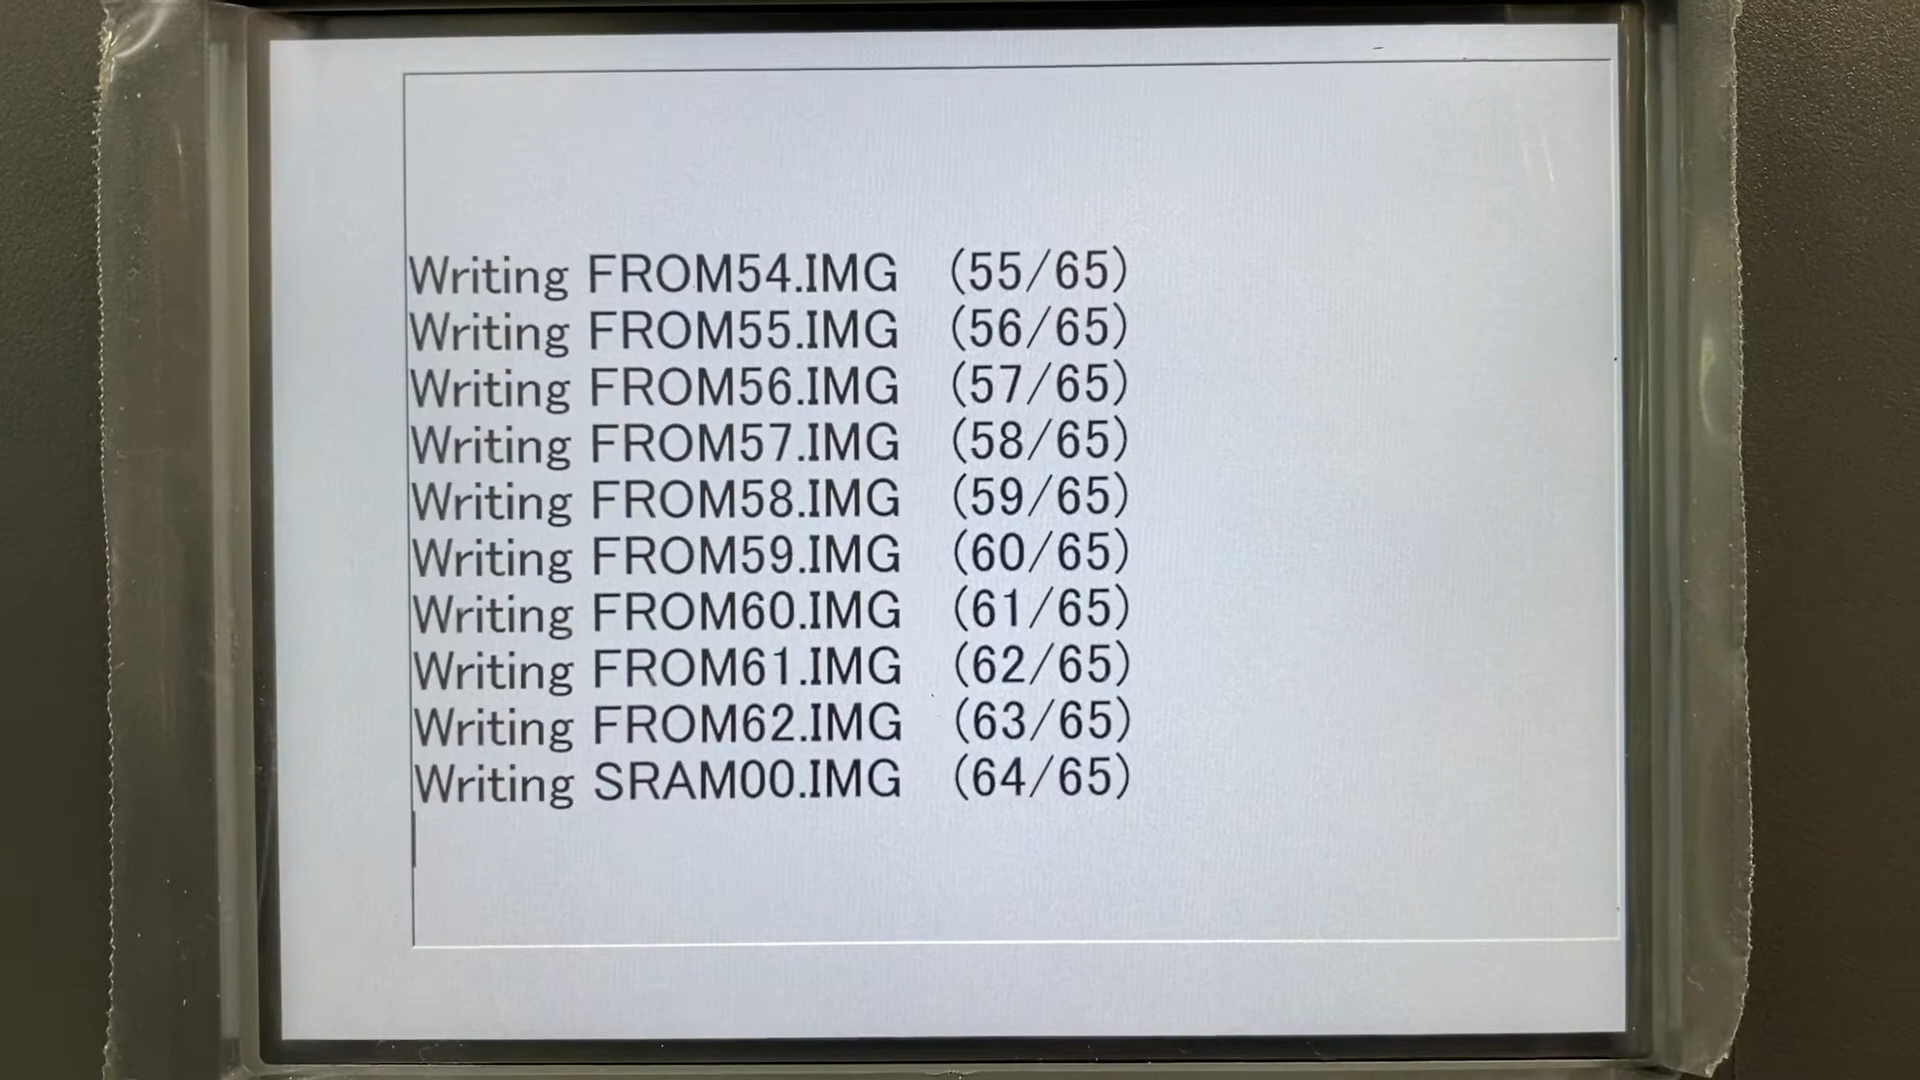 Writing FROM54.IMG (55/65)
Writing FROM55.IMG (56/65)
Writing FROM56.IMG (57/65)
Writing FROM57.IMG (58/65)
Writing FROM58.IMG (59/65)
Writing FROM59.IMG (60/65)
Writing FROM60.IMG (61/65)
Writing FROM61.IMG (62/65)
Writing FROM62.IMG (63/65)
Writing SRAM00.IMG (64/65)